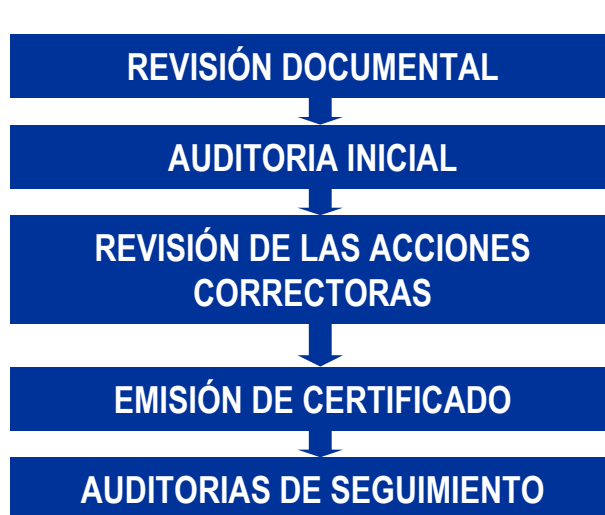 REVISIÓN DOCUMENTAL
AUDITORIA INICIAL
REVISIÓN DE LAS ACCIONES
CORRECTORAS
EMISIÓN DE CERTIFICADO
AUDITORIAS DE SEGUIMIENTO